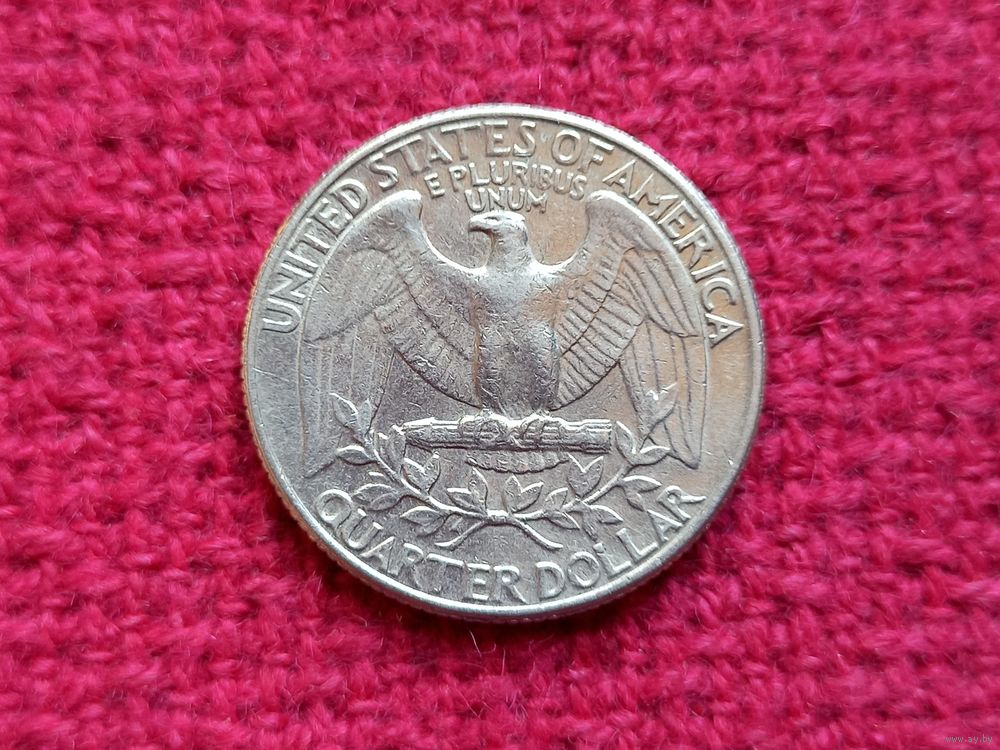 UNITED STATES OF AMERICA
E PLURIBUS
UNUM
QUARTER DOLLAR
www.ay.by